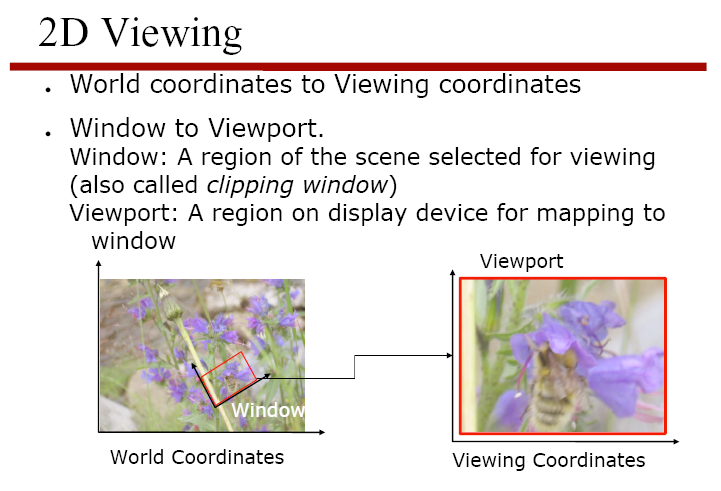 2D Viewing
World coordinates to Viewing coordinates
Window to Viewport.
Window: A region of the scene selected for viewing
(also called clipping window)
Viewport: A region on display device for mapping to
window
Viewport
Window
World Coordinates
Viewing Coordinates